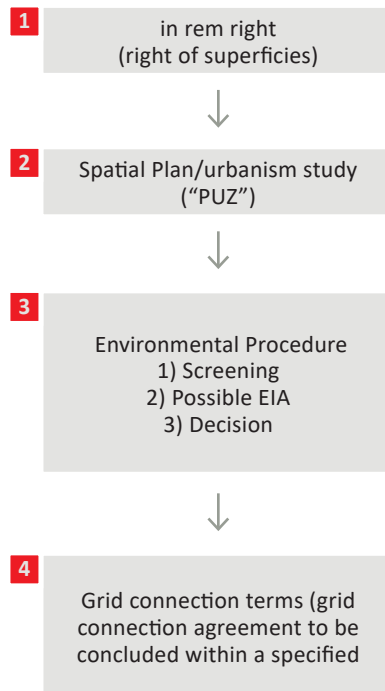 1
in rem right
(right of superficies)
2
Spatial Plan/urbanism study
(“PUZ”)
3
Environmental Procedure
1) Screening
2) Possible EIA
3) Decision
4
Grid connection terms (grid
connection agreement to be
concluded within a specified